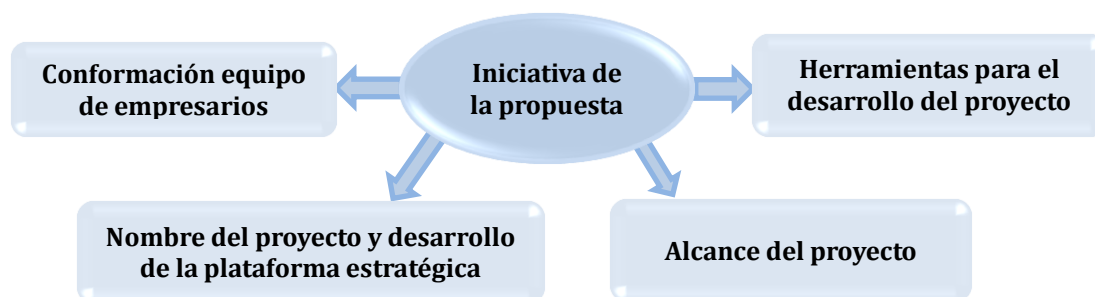 Conformación equipo
de empresarios
Iniciativa de
la propuesta
Herramientas para el
desarrollo del proyecto
Nombre del proyecto y desarrollo
de la plataforma estratégica
Alcance del proyecto